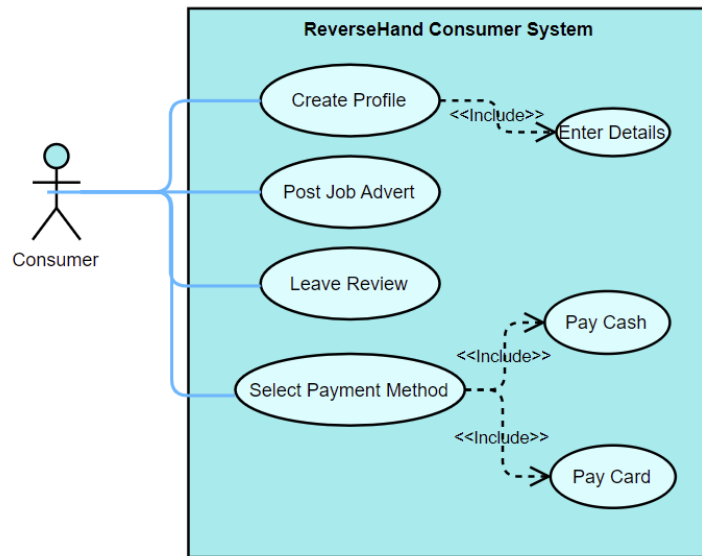 ReverseHand Consumer System
Create Profile
<<Include>>
Enter Details
Post Job Advert
Consumer
Leave Review
Pay Cash
<<Include>>
Select Payment Method
<<Include>>
Pay Card